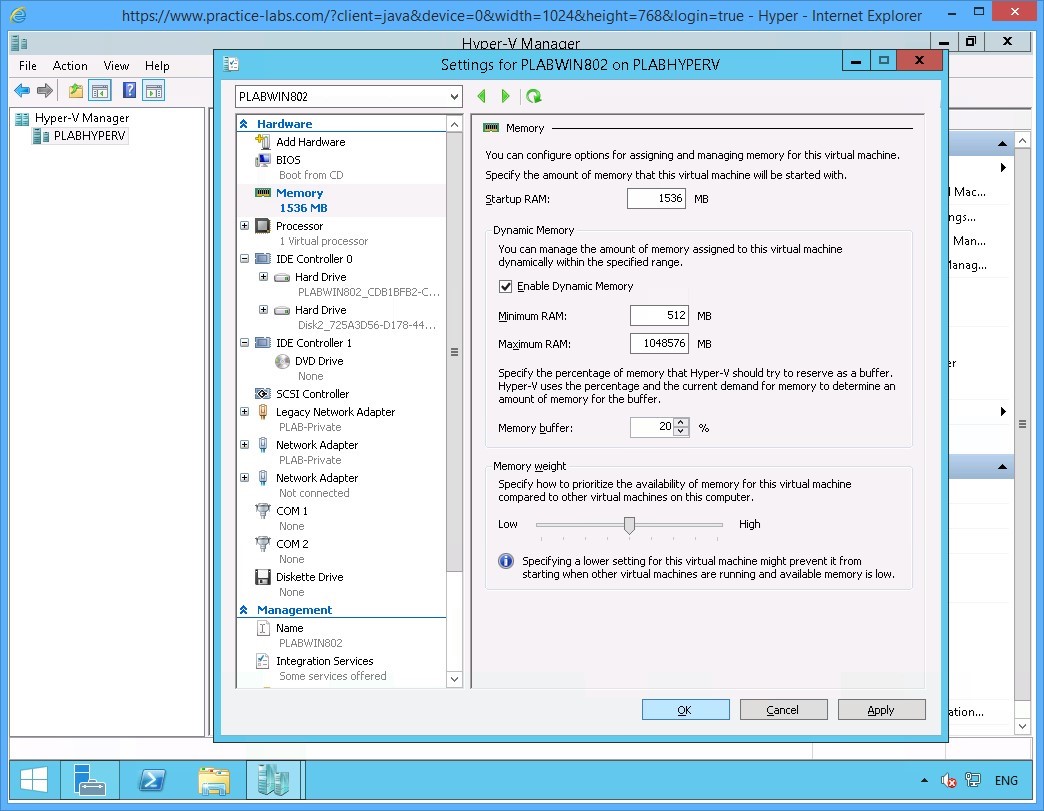 https://www.practice-labs.com/?client=java&device=0&width=1024&height=768&login=true - Hyper - Internet Explorer
Hyper-V Manager
File Action View Help
Hyper-V Manager
PLABHYPERV
Settings for PLABWIN802 on PLABHYPERV
PLABWIN802
Hardware
Add Hardware
BIOS
Boot from CD
Memory
1536 MB
Processor
1 Virtual processor
IDE Controller 0
Hard Drive
PLABWIN802_CDB1BFB2-C...
Hard Drive
Disk2_725A3D56-D178-44...
IDE Controller 1
DVD Drive
None
SCSI Controller
Legacy Network Adapter
PLAB-Private
Network Adapter
PLAB-Private
Network Adapter
Not connected
COM 1
None
COM 2
None
Diskette Drive
None
Management
Name
PLABWIN802
Integration Services
Some services offered
Memory
You can configure options for assigning and managing memory for this virtual machine.
Specify the amount of memory that this virtual machine will be started with.
Startup RAM: 1536 MB
Dynamic Memory
You can manage the amount of memory assigned to this virtual machine
dynamically within the specified range.
Enable Dynamic Memory
Minimum RAM: 512 MB
Maximum RAM: 1048576 MB
Specify the percentage of memory that Hyper-V should try to reserve as a buffer.
Hyper-V uses the percentage and the current demand for memory to determine an
amount of memory for the buffer.
Memory buffer: 20 %
Memory weight
Specify how to prioritize the availability of memory for this virtual machine
compared to other virtual machines on this computer.
Low High
Specifying a lower setting for this virtual machine might prevent it from
starting when other virtual machines are running and available memory is low.
OK Cancel Apply
l Mac...
ngs...
Man...
Manag...
er
ation...
ENG